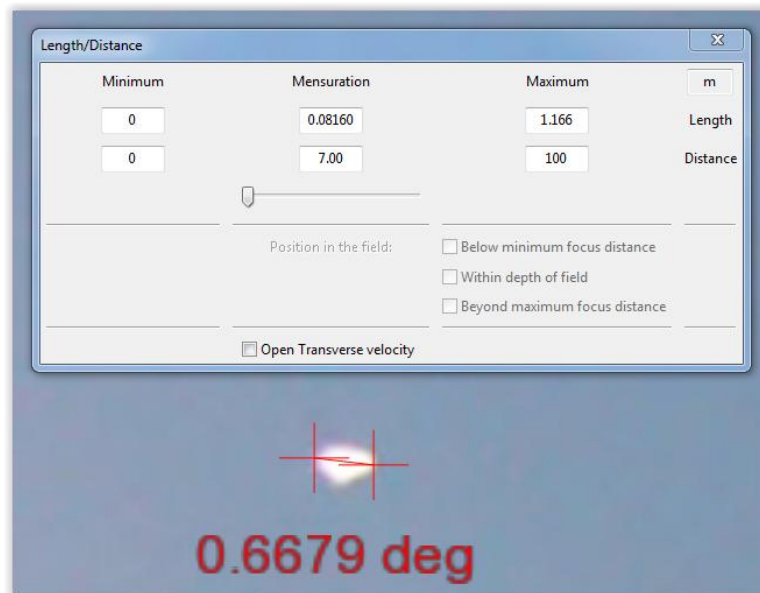 Length/Distance
Minimum Mensuration Maximum m
0 0.08160 1.166 Length
0 7.00 100 Distance
Position in the field: Below minimum focus distance
Within depth of field
Beyond maximum focus distance
Open Transverse velocity
0.6679 deg